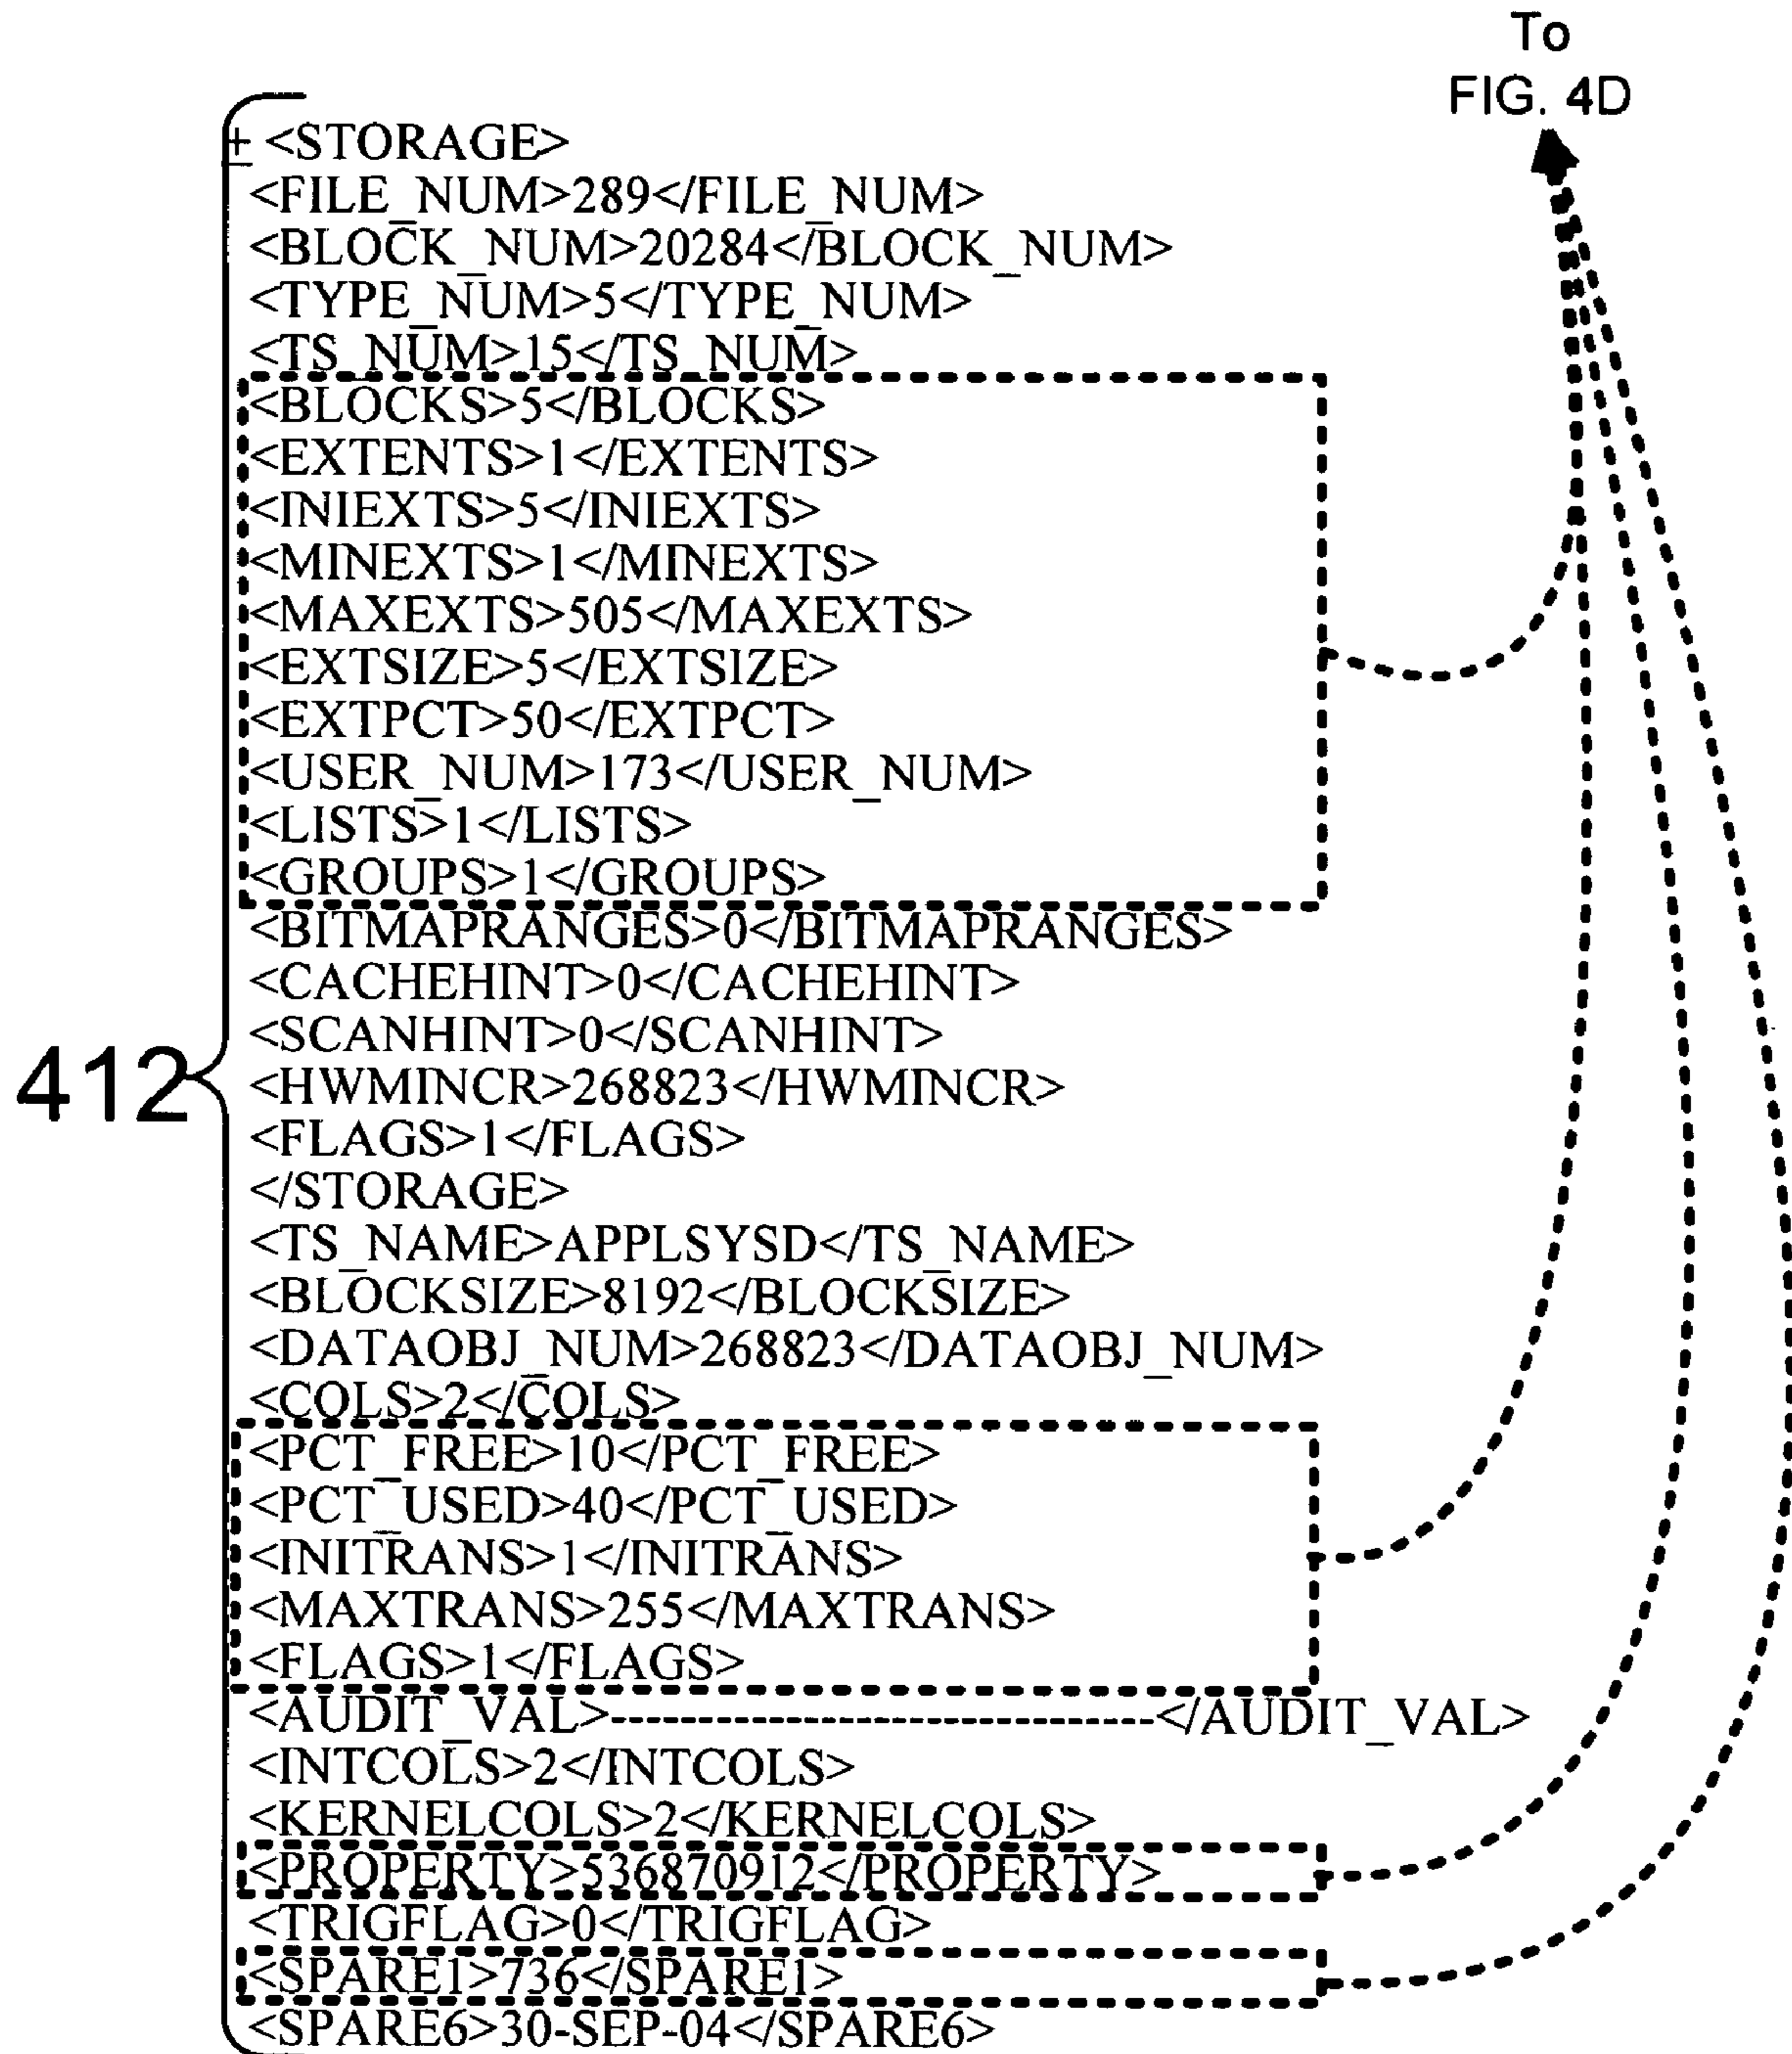 To
FIG. 4D
+ <STORAGE>
<FILE_NUM>289</FILE_NUM>
<BLOCK_NUM>20284</BLOCK_NUM>
<TYPE_NUM>5</TYPE_NUM>
<TS_NUM>15</TS_NUM>
<BLOCKS>5</BLOCKS>
<EXTENTS>1</EXTENTS>
<INIEXTS>5</INIEXTS>
<MINEXTS>1</MINEXTS>
<MAXEXTS>505</MAXEXTS>
<EXTSIZE>5</EXTSIZE>
<EXTPCT>50</EXTPCT>
<USER_NUM>173</USER_NUM>
<LISTS>1</LISTS>
<GROUPS>1</GROUPS>
<BITMAPRANGES>0</BITMAPRANGES>
<CACHEHINT>0</CACHEHINT>
<SCANHINT>0</SCANHINT>
<HWMINCR>268823</HWMINCR>
<FLAGS>1</FLAGS>
</STORAGE>
<TS_NAME>APPLSYSD</TS_NAME>
<BLOCKSIZE>8192</BLOCKSIZE>
<DATAOBJ_NUM>268823</DATAOBJ_NUM>
<COLS>2</COLS>
<PCT_FREE>10</PCT_FREE>
<PCT_USED>40</PCT_USED>
<INITRANS>1</INITRANS>
<MAXTRANS>255</MAXTRANS>
<FLAGS>1</FLAGS>
<AUDIT_VAL>--------------------------------------</AUDIT_VAL>
<INTCOLS>2</INTCOLS>
<KERNELCOLS>2</KERNELCOLS>
<PROPERTY>536870912</PROPERTY>
<TRIGFLAG>0</TRIGFLAG>
<SPARE1>736</SPARE1>
<SPARE6>30-SEP-04</SPARE6>
412